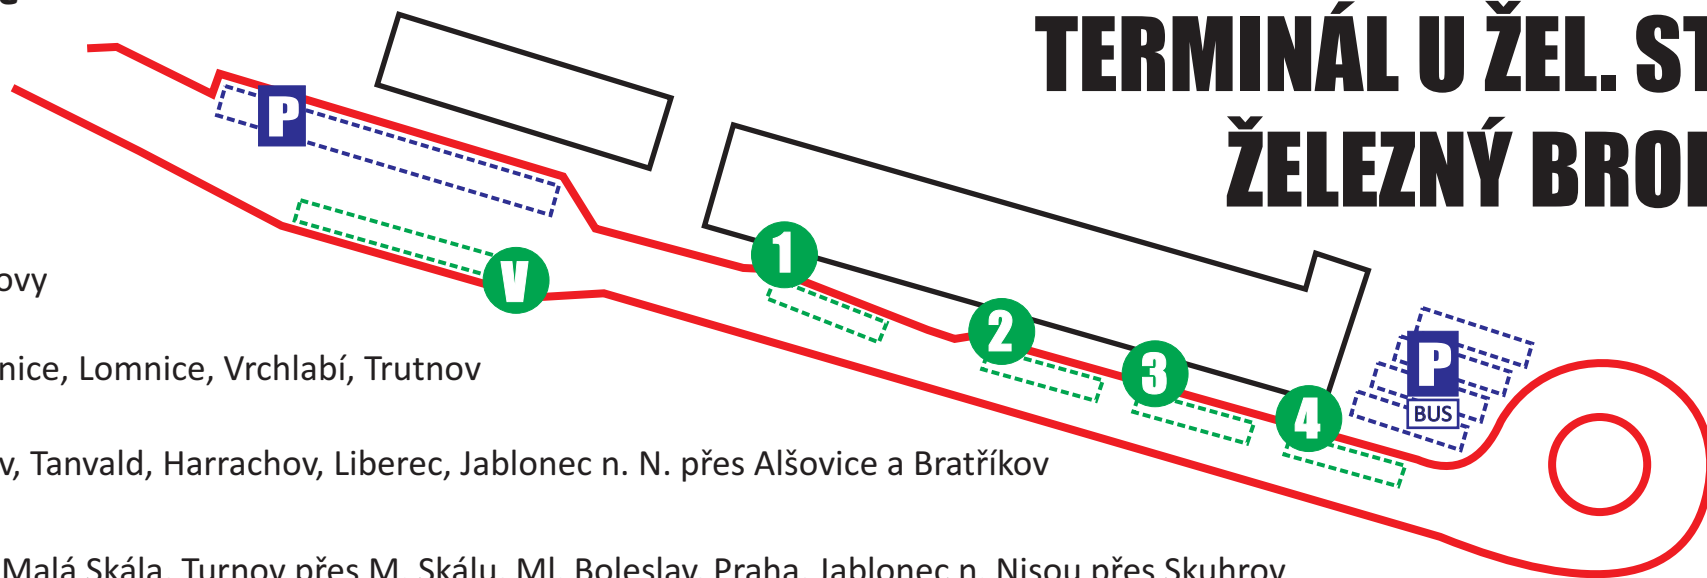 TERMINÁL U ŽEL. ST
ŽELEZNÝ BROD
P
V
1
2
3
4
P
BUS
ovy
nice, Lomnice, Vrchlabí, Trutnov
v, Tanvald, Harrachov, Liberec, Jablonec n. N. přes Alšovice a Bratříkov
Malá Skála, Turnov přes M. Skálu, Ml. Boleslav, Praha, Jablonec n. Nisou přes Skuhrov